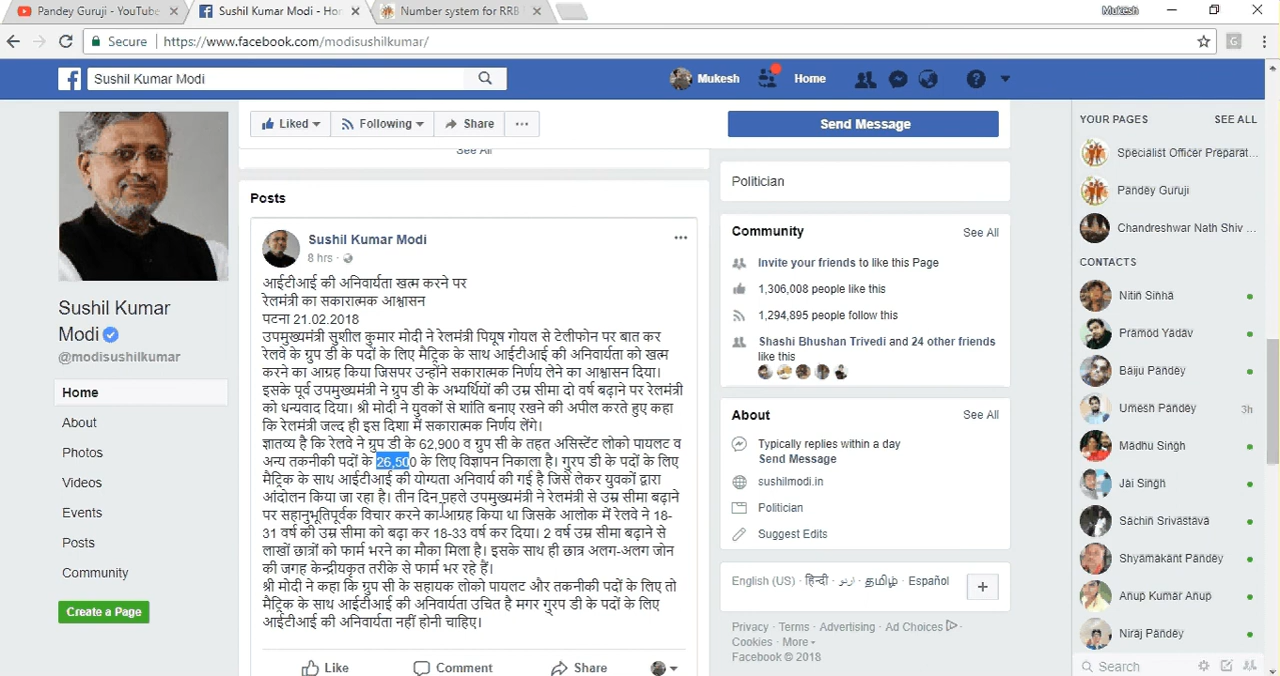 Pandey Guruji - YouTube
Sushil Kumar Modi - Hor
Number system for RRB
Mukesh
Secure
https://www.facebook.com/modisushilkumar/
Sushil Kumar Modi
Mukesh
Home
Liked
Following
Share
Send Message
See All
Sushil Kumar
Modi
@modisushilkumar
Home
About
Photos
Videos
Events
Posts
Community
Create a Page
Posts
Sushil Kumar Modi
8 hrs ·
आईटीआई की अनिवार्यता खत्म करने पर
रेलमंत्री का सकारात्मक आश्वासन
पटना 21.02.2018
उपमुख्यमंत्री सुशील कुमार मोदी ने रेलमंत्री पियूष गोयल से टेलीफोन पर बात कर
रेलवे के ग्रुप डी के पदों के लिए मैट्रिक के साथ आईटीआई की अनिवार्यता को खत्म
करने का आग्रह किया जिसपर उन्होंने सकारात्मक निर्णय लेने का आश्वासन दिया।
इसके पूर्व उपमुख्यमंत्री ने ग्रुप डी के अभ्यर्थियों की उम्र सीमा दो वर्ष बढ़ाने पर रेलमंत्री
को धन्यवाद दिया। श्री मोदी ने युवकों से शांति बनाए रखने की अपील करते हुए कहा
कि रेलमंत्री जल्द ही इस दिशा में सकारात्मक निर्णय लेंगे।
ज्ञातव्य है कि रेलवे ने ग्रुप डी के 62,900 व ग्रुप सी के तहत असिस्टेंट लोको पायलट व
अन्य तकनीकी पदों के 26,500 के लिए विज्ञापन निकाला है। गु्रप डी के पदों के लिए
मैट्रिक के साथ आईटीआई की योग्यता अनिवार्य की गई है जिसे लेकर युवकों द्वारा
आंदोलन किया जा रहा है। तीन दिन पहले उपमुख्यमंत्री ने रेलमंत्री से उम्र सीमा बढ़ाने
पर सहानुभूतिपूर्वक विचार करने का आग्रह किया था जिसके आलोक में रेलवे ने 18-
31 वर्ष की उम्र सीमा को बढ़ा कर 18-33 वर्ष कर दिया। 2 वर्ष उम्र सीमा बढ़ाने से
लाखों छात्रों को फार्म भरने का मौका मिला है। इसके साथ ही छात्र अलग-अलग जोन
की जगह केन्द्रीयकृत तरीके से फार्म भर रहे हैं।
श्री मोदी ने कहा कि ग्रुप सी के सहायक लोको पायलट और तकनीकी पदों के लिए तो
मैट्रिक के साथ आईटीआई की अनिवार्यता उचित है मगर गु्रप डी के पदों के लिए
आईटीआई की अनिवार्यता नहीं होनी चाहिए।
Like
Comment
Share
Politician
Community
See All
Invite your friends to like this Page
1,306,008 people like this
1,294,895 people follow this
Shashi Bhushan Trivedi and 24 other friends
like this
About
See All
Typically replies within a day
Send Message
sushilmodi.in
Politician
Suggest Edits
English (US) · हिन्दी · اردو · தமிழ் · Español
Privacy · Terms · Advertising · Ad Choices ·
Cookies · More
Facebook © 2018
YOUR PAGES
SEE ALL
Specialist Officer Preparat...
Pandey Guruji
Chandreshwar Nath Shiv ...
CONTACTS
Nitin Sinha
Pramod Yadav
Baiju Pandey
Umesh Pandey
3h
Madhu Singh
Jai Singh
Sachin Srivastava
Shyamakant Pandey
Anup Kumar Anup
Niraj Pandey
Search